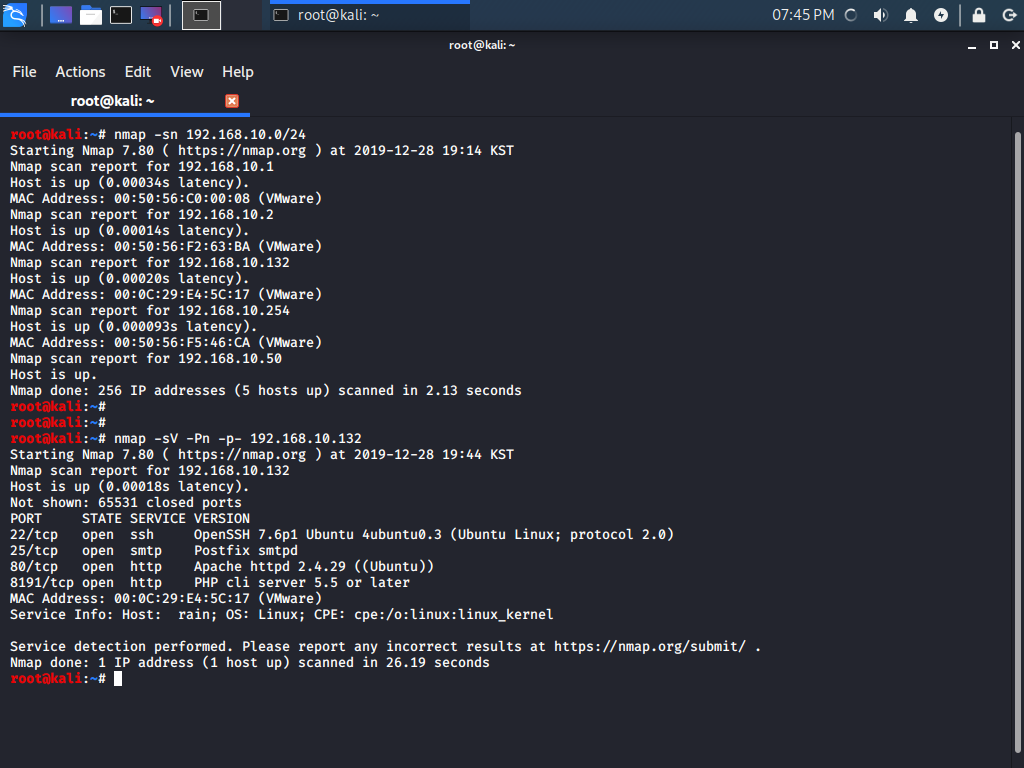 root@kali: ~
07:45 PM
root@kali: ~
File Actions Edit View Help
root@kali: ~
root@kali:~# nmap -sn 192.168.10.0/24
Starting Nmap 7.80 ( https://nmap.org ) at 2019-12-28 19:14 KST
Nmap scan report for 192.168.10.1
Host is up (0.00034s latency).
MAC Address: 00:50:56:C0:00:08 (VMware)
Nmap scan report for 192.168.10.2
Host is up (0.00014s latency).
MAC Address: 00:50:56:F2:63:BA (VMware)
Nmap scan report for 192.168.10.132
Host is up (0.00020s latency).
MAC Address: 00:0C:29:E4:5C:17 (VMware)
Nmap scan report for 192.168.10.254
Host is up (0.000093s latency).
MAC Address: 00:50:56:F5:46:CA (VMware)
Nmap scan report for 192.168.10.50
Host is up.
Nmap done: 256 IP addresses (5 hosts up) scanned in 2.13 seconds
root@kali:~#
root@kali:~#
root@kali:~# nmap -sV -Pn -p- 192.168.10.132
Starting Nmap 7.80 ( https://nmap.org ) at 2019-12-28 19:44 KST
Nmap scan report for 192.168.10.132
Host is up (0.00018s latency).
Not shown: 65531 closed ports
PORT     STATE SERVICE VERSION
22/tcp   open  ssh     OpenSSH 7.6p1 Ubuntu 4ubuntu0.3 (Ubuntu Linux; protocol 2.0)
25/tcp   open  smtp    Postfix smtpd
80/tcp   open  http    Apache httpd 2.4.29 ((Ubuntu))
8191/tcp open  http    PHP cli server 5.5 or later
MAC Address: 00:0C:29:E4:5C:17 (VMware)
Service Info: Host:  rain; OS: Linux; CPE: cpe:/o:linux:linux_kernel
Service detection performed. Please report any incorrect results at https://nmap.org/submit/ .
Nmap done: 1 IP address (1 host up) scanned in 26.19 seconds
root@kali:~#